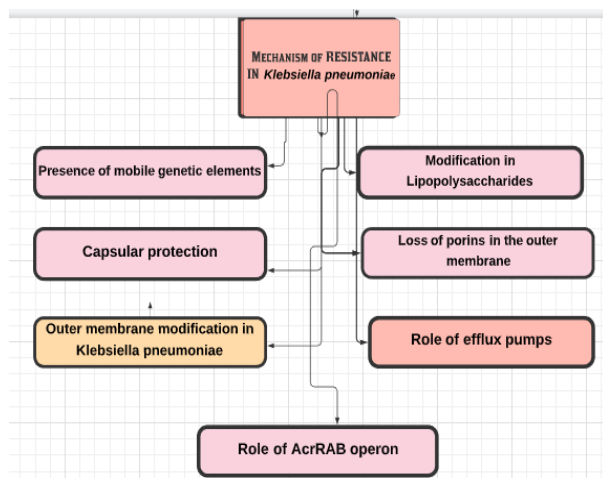 MECHANISM OF RESISTANCE
IN Klebsiella pneumoniae
Presence of mobile genetic elements
Modification in
Lipopolysaccharides
Capsular protection
Loss of porins in the outer
membrane
Outer membrane modification in
Klebsiella pneumoniae
Role of efflux pumps
Role of AcrRAB operon